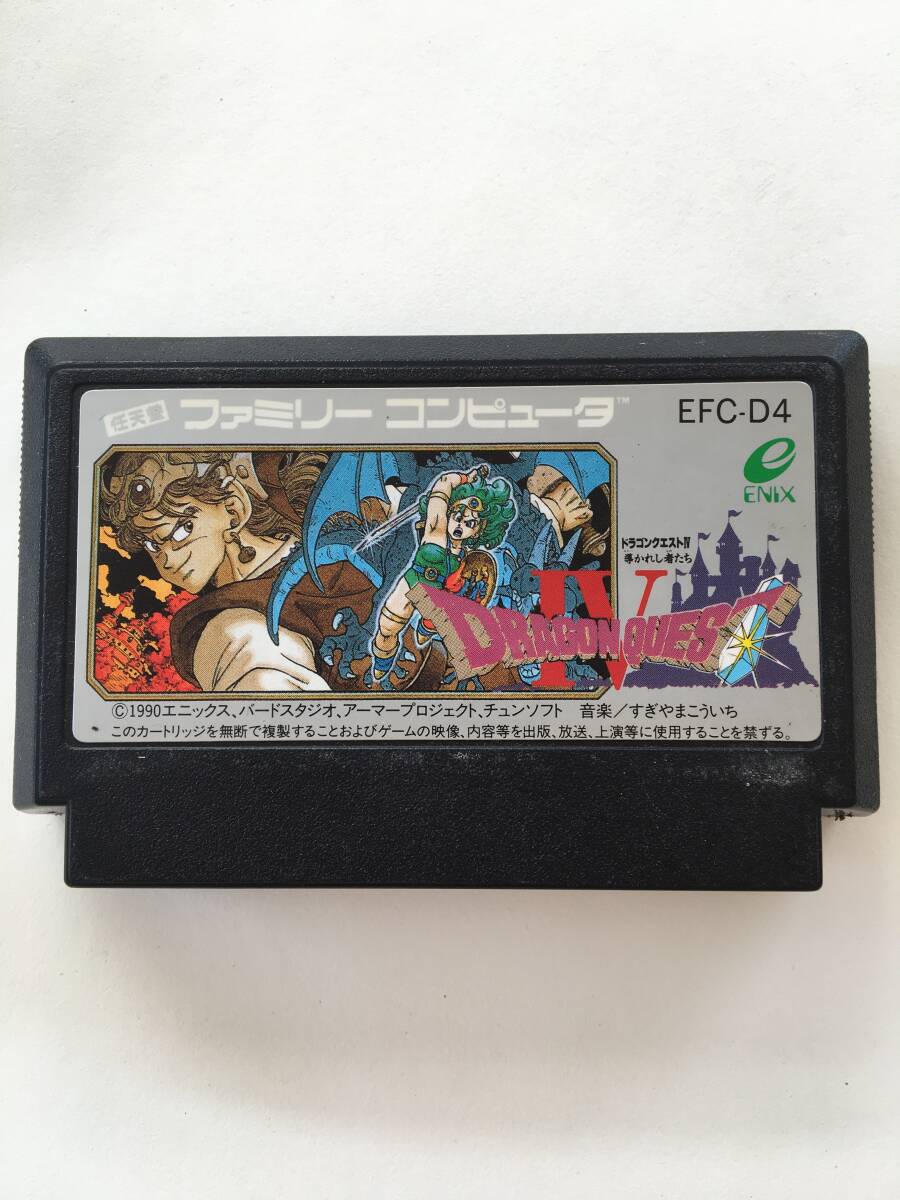 任天堂 ファミリー コンピュータ™
EFC-D4
ENIX
ドラゴンクエストIV
導かれし者たち
IV
DRAGON QUEST
©1990エニックス、バードスタジオ、アーマープロジェクト、チュンソフト 音楽／すぎやまこういち
このカートリッジを無断で複製することおよびゲームの映像、内容等を出版、放送、上演等に使用することを禁ずる。